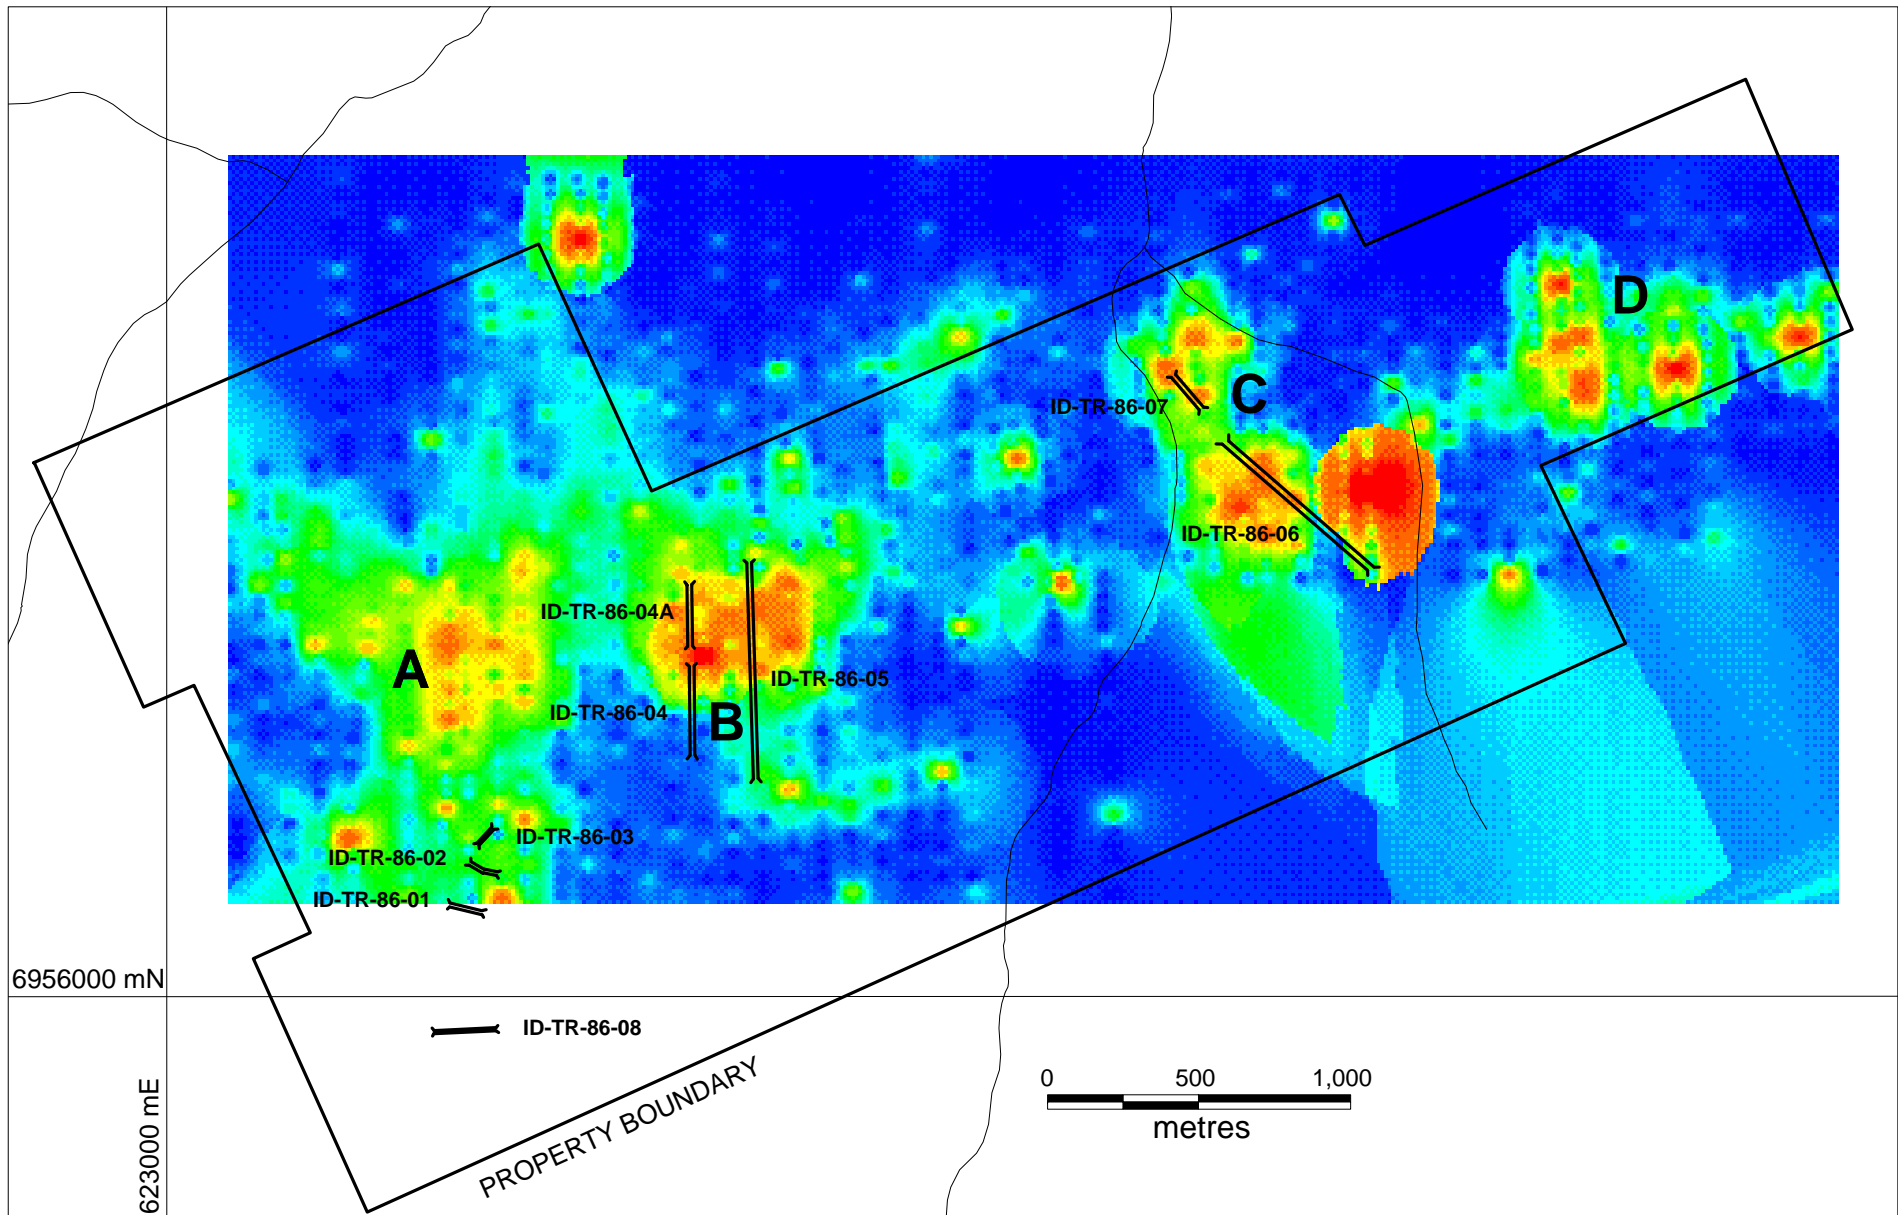 D
C
ID-TR-86-07
ID-TR-86-06
ID-TR-86-04A
A
ID-TR-86-05
ID-TR-86-04
B
ID-TR-86-03
ID-TR-86-02
ID-TR-86-01
6956000 mN
ID-TR-86-08
623000 mE
PROPERTY BOUNDARY
0 500 1,000
metres